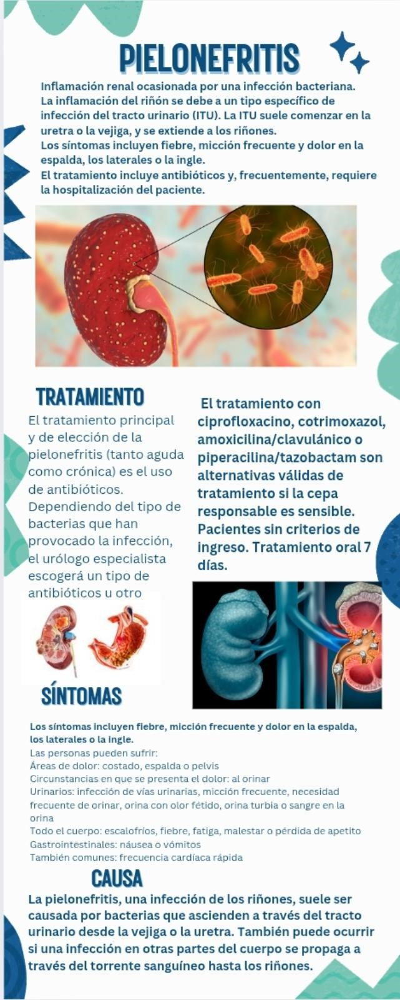 PIELONEFRITIS
Inflamación renal ocasionada por una infección bacteriana.
La inflamación del riñón se debe a un tipo específico de
infección del tracto urinario (ITU). La ITU suele comenzar en la
uretra o la vejiga, y se extiende a los riñones.
Los síntomas incluyen fiebre, micción frecuente y dolor en la
espalda, los laterales o la ingle.
El tratamiento incluye antibióticos y, frecuentemente, requiere
la hospitalización del paciente.
TRATAMIENTO
El tratamiento principal
y de elección de la
pielonefritis (tanto aguda
como crónica) es el uso
de antibióticos.
Dependiendo del tipo de
bacterias que han
provocado la infección,
el urólogo especialista
escogerá un tipo de
antibióticos u otro
El tratamiento con
ciprofloxacino, cotrimoxazol,
amoxicilina/clavulánico o
piperacilina/tazobactam son
alternativas válidas de
tratamiento si la cepa
responsable es sensible.
Pacientes sin criterios de
ingreso. Tratamiento oral 7
días.
SÍNTOMAS
Los síntomas incluyen fiebre, micción frecuente y dolor en la espalda,
los laterales o la ingle.
Las personas pueden sufrir:
Áreas de dolor: costado, espalda o pelvis
Circunstancias en que se presenta el dolor: al orinar
Urinarios: infección de vías urinarias, micción frecuente, necesidad
frecuente de orinar, orina con olor fétido, orina turbia o sangre en la
orina
Todo el cuerpo: escalofríos, fiebre, fatiga, malestar o pérdida de apetito
Gastrointestinales: náusea o vómitos
También comunes: frecuencia cardíaca rápida
CAUSA
La pielonefritis, una infección de los riñones, suele ser
causada por bacterias que ascienden a través del tracto
urinario desde la vejiga o la uretra. También puede ocurrir
si una infección en otras partes del cuerpo se propaga a
través del torrente sanguíneo hasta los riñones.